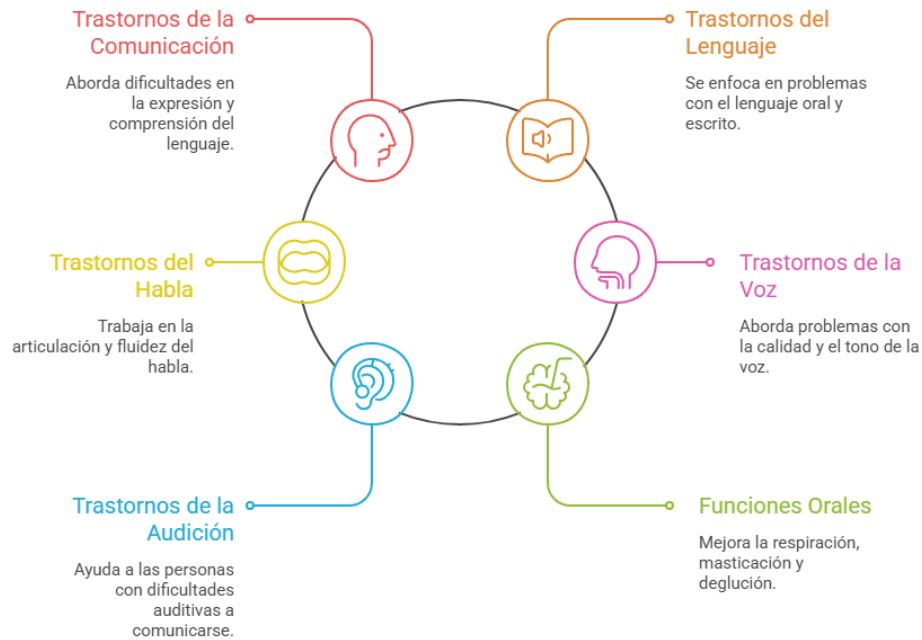 Trastornos de la
Comunicación
Aborda dificultades en
la expresión y
comprensión del
lenguaje.
Trastornos del
Lenguaje
Se enfoca en problemas
con el lenguaje oral y
escrito.
Trastornos del
Habla
Trabaja en la
articulación y fluidez del
habla.
Trastornos de la
Voz
Aborda problemas con
la calidad y el tono de la
voz.
Trastornos de la
Audición
Ayuda a las personas
con dificultades
auditivas a
comunicarse.
Funciones Orales
Mejora la respiración,
masticación y
deglución.